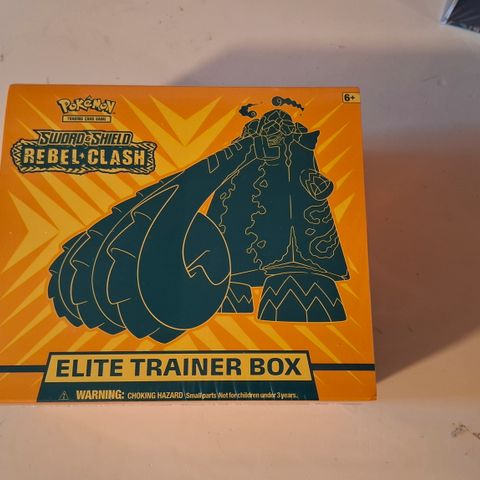 POKÉMON
TRADING CARD GAME
6+
SWORD & SHIELD
REBEL CLASH
ELITE TRAINER BOX
⚠ WARNING: CHOKING HAZARD Small parts Not for children under 3 years.